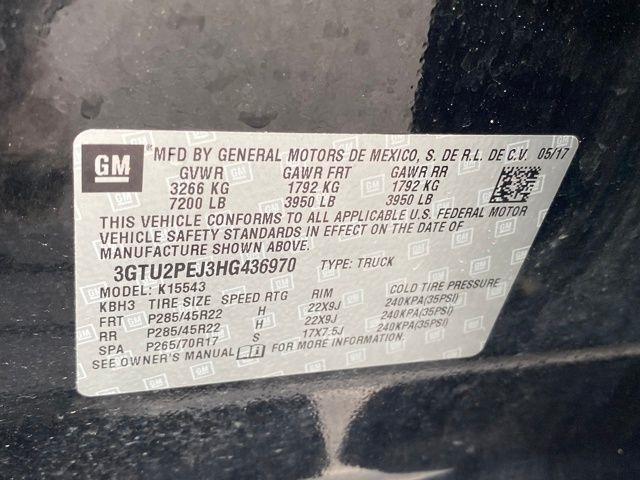 GM MFD BY GENERAL MOTORS DE MEXICO, S. DE R.L. DE C.V. 05/17
GVWR GAWR FRT GAWR RR
3266 KG 1792 KG 1792 KG
7200 LB 3950 LB 3950 LB
THIS VEHICLE CONFORMS TO ALL APPLICABLE U.S. FEDERAL MOTOR
VEHICLE SAFETY STANDARDS IN EFFECT ON THE DATE OF
MANUFACTURE SHOWN ABOVE.
3GTU2PEJ3HG436970 TYPE: TRUCK
MODEL: K15543
KBH3 TIRE SIZE SPEED RTG RIM COLD TIRE PRESSURE
FRT P285/45R22 H 22X9J 240KPA(35PSI)
RR P285/45R22 H 22X9J 240KPA(35PSI)
SPA P265/70R17 S 17X7.5J 240KPA(35PSI)
SEE OWNER'S MANUAL FOR MORE INFORMATION.